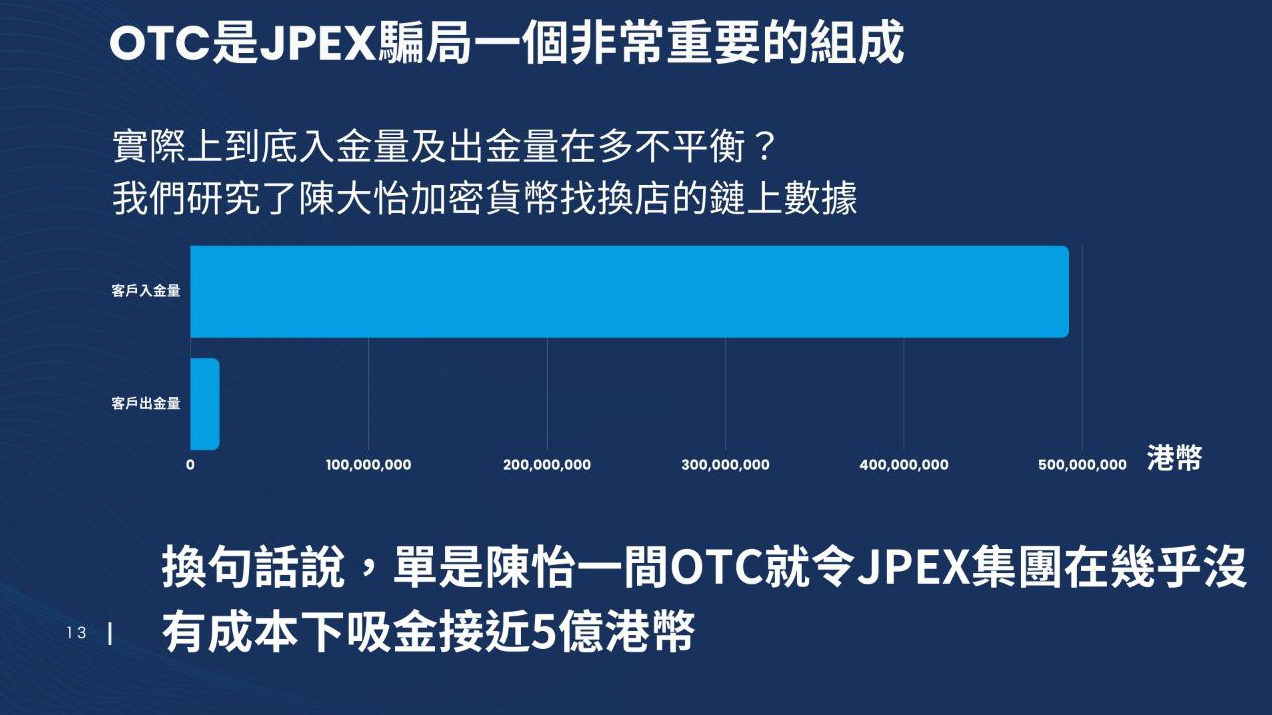 OTC是JPEX騙局一個非常重要的組成
實際上到底入金量及出金量在多不平衡？
我們研究了陳大怡加密貨幣找換店的鏈上數據
客戶入金量
客戶出金量
0
100,000,000
200,000,000
300,000,000
400,000,000
500,000,000
港幣
換句話說，單是陳怡一間OTC就令JPEX集團在幾乎沒
有成本下吸金接近5億港幣
13 |